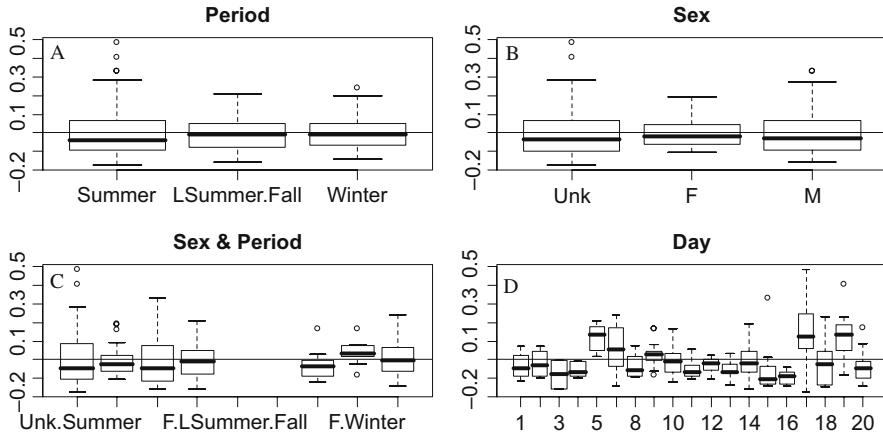 Period
A
0.5
0.3
0.1
−0.2
Summer LSummer.Fall Winter
Sex
B
0.5
0.3
0.1
−0.2
Unk F M
Sex & Period
C
0.5
0.3
0.1
−0.2
Unk.Summer F.LSummer.Fall F.Winter
Day
D
0.5
0.3
0.1
−0.2
1 3 5 8 10 12 14 16 18 20